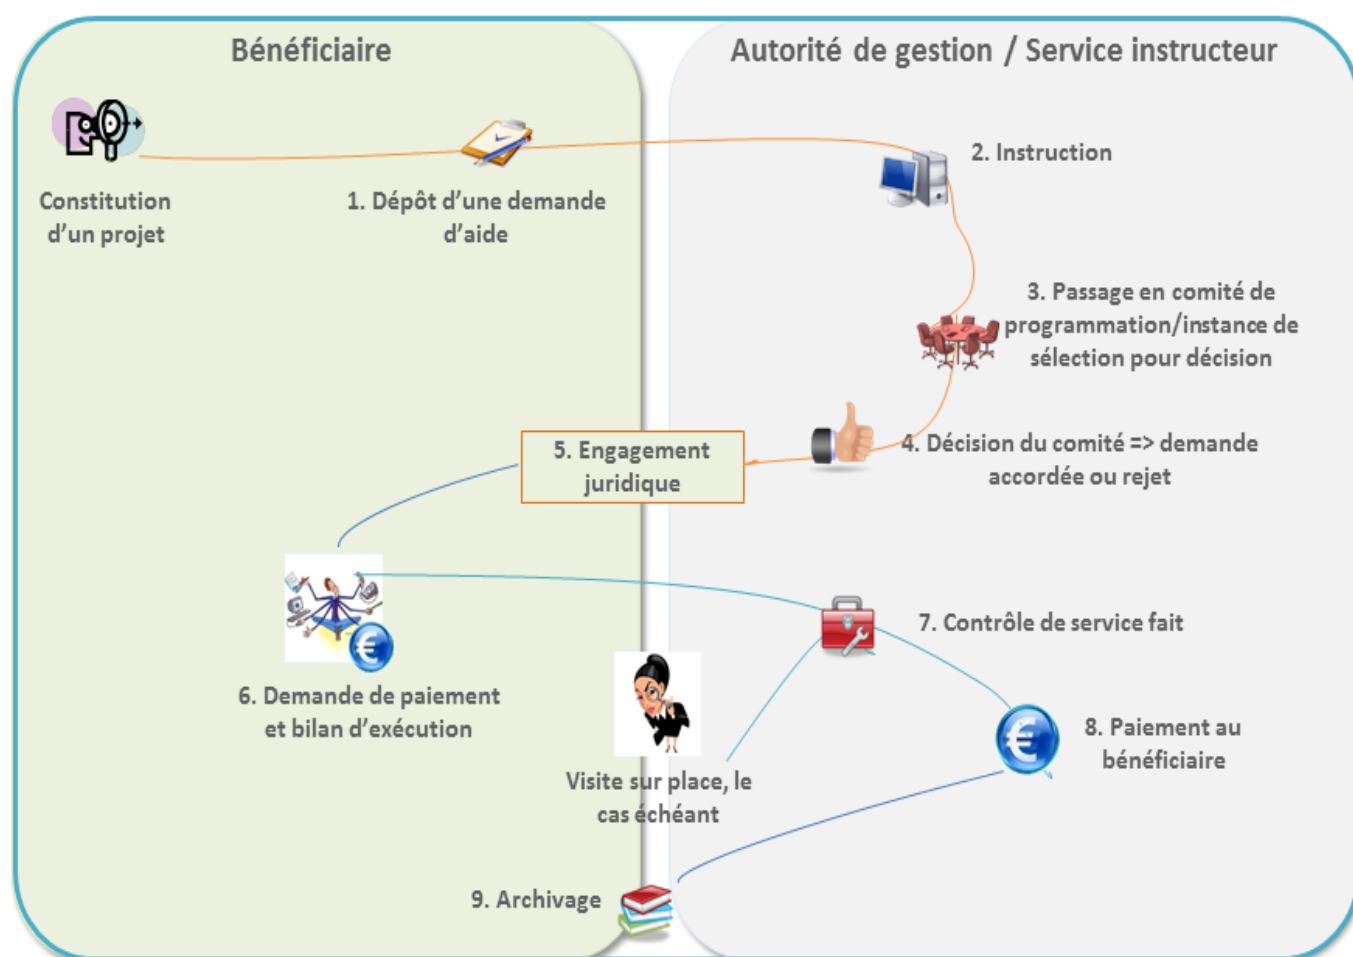 Bénéficiaire
Autorité de gestion / Service instructeur
Constitution
d’un projet
1. Dépôt d’une demande
d’aide
2. Instruction
3. Passage en comité de
programmation/instance de
sélection pour décision
4. Décision du comité => demande
accordée ou rejet
5. Engagement
juridique
6. Demande de paiement
et bilan d’exécution
7. Contrôle de service fait
Visite sur place, le
cas échéant
8. Paiement au
bénéficiaire
9. Archivage